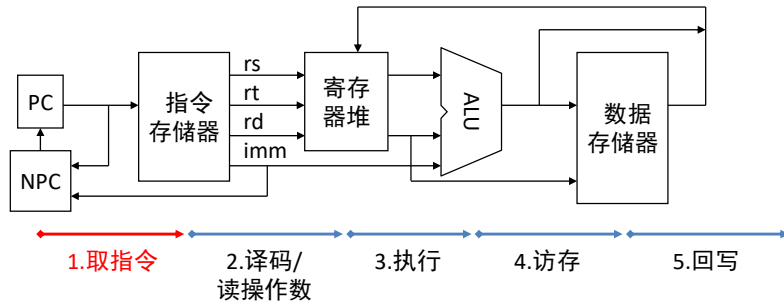 PC
NPC
指令
存储器
rs
rt
rd
imm
寄存
器堆
ALU
数据
存储器
1.取指令
2.译码/
读操作数
3.执行
4.访存
5.回写